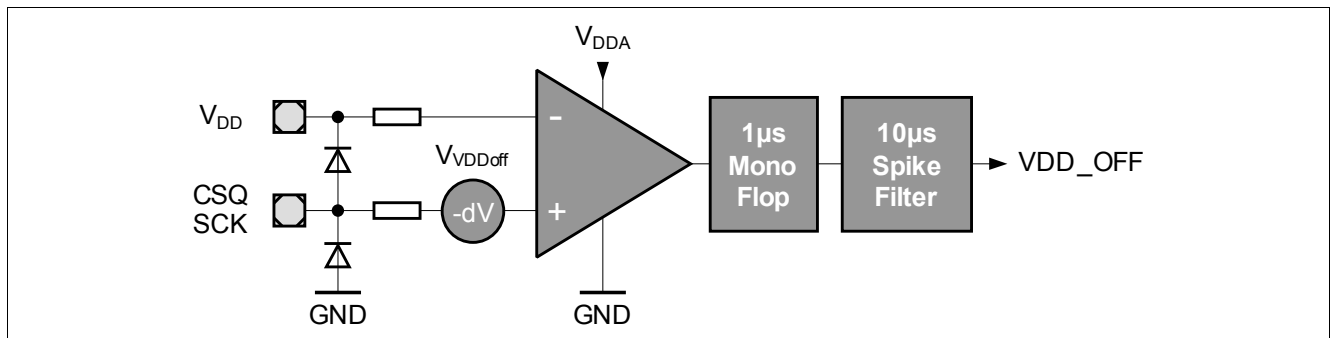 VDDA
VDD
-
1µs
Mono
Flop
10µs
Spike
Filter
VDD_OFF
VVDDoff
CSQ
SCK
-dV
+
GND
GND